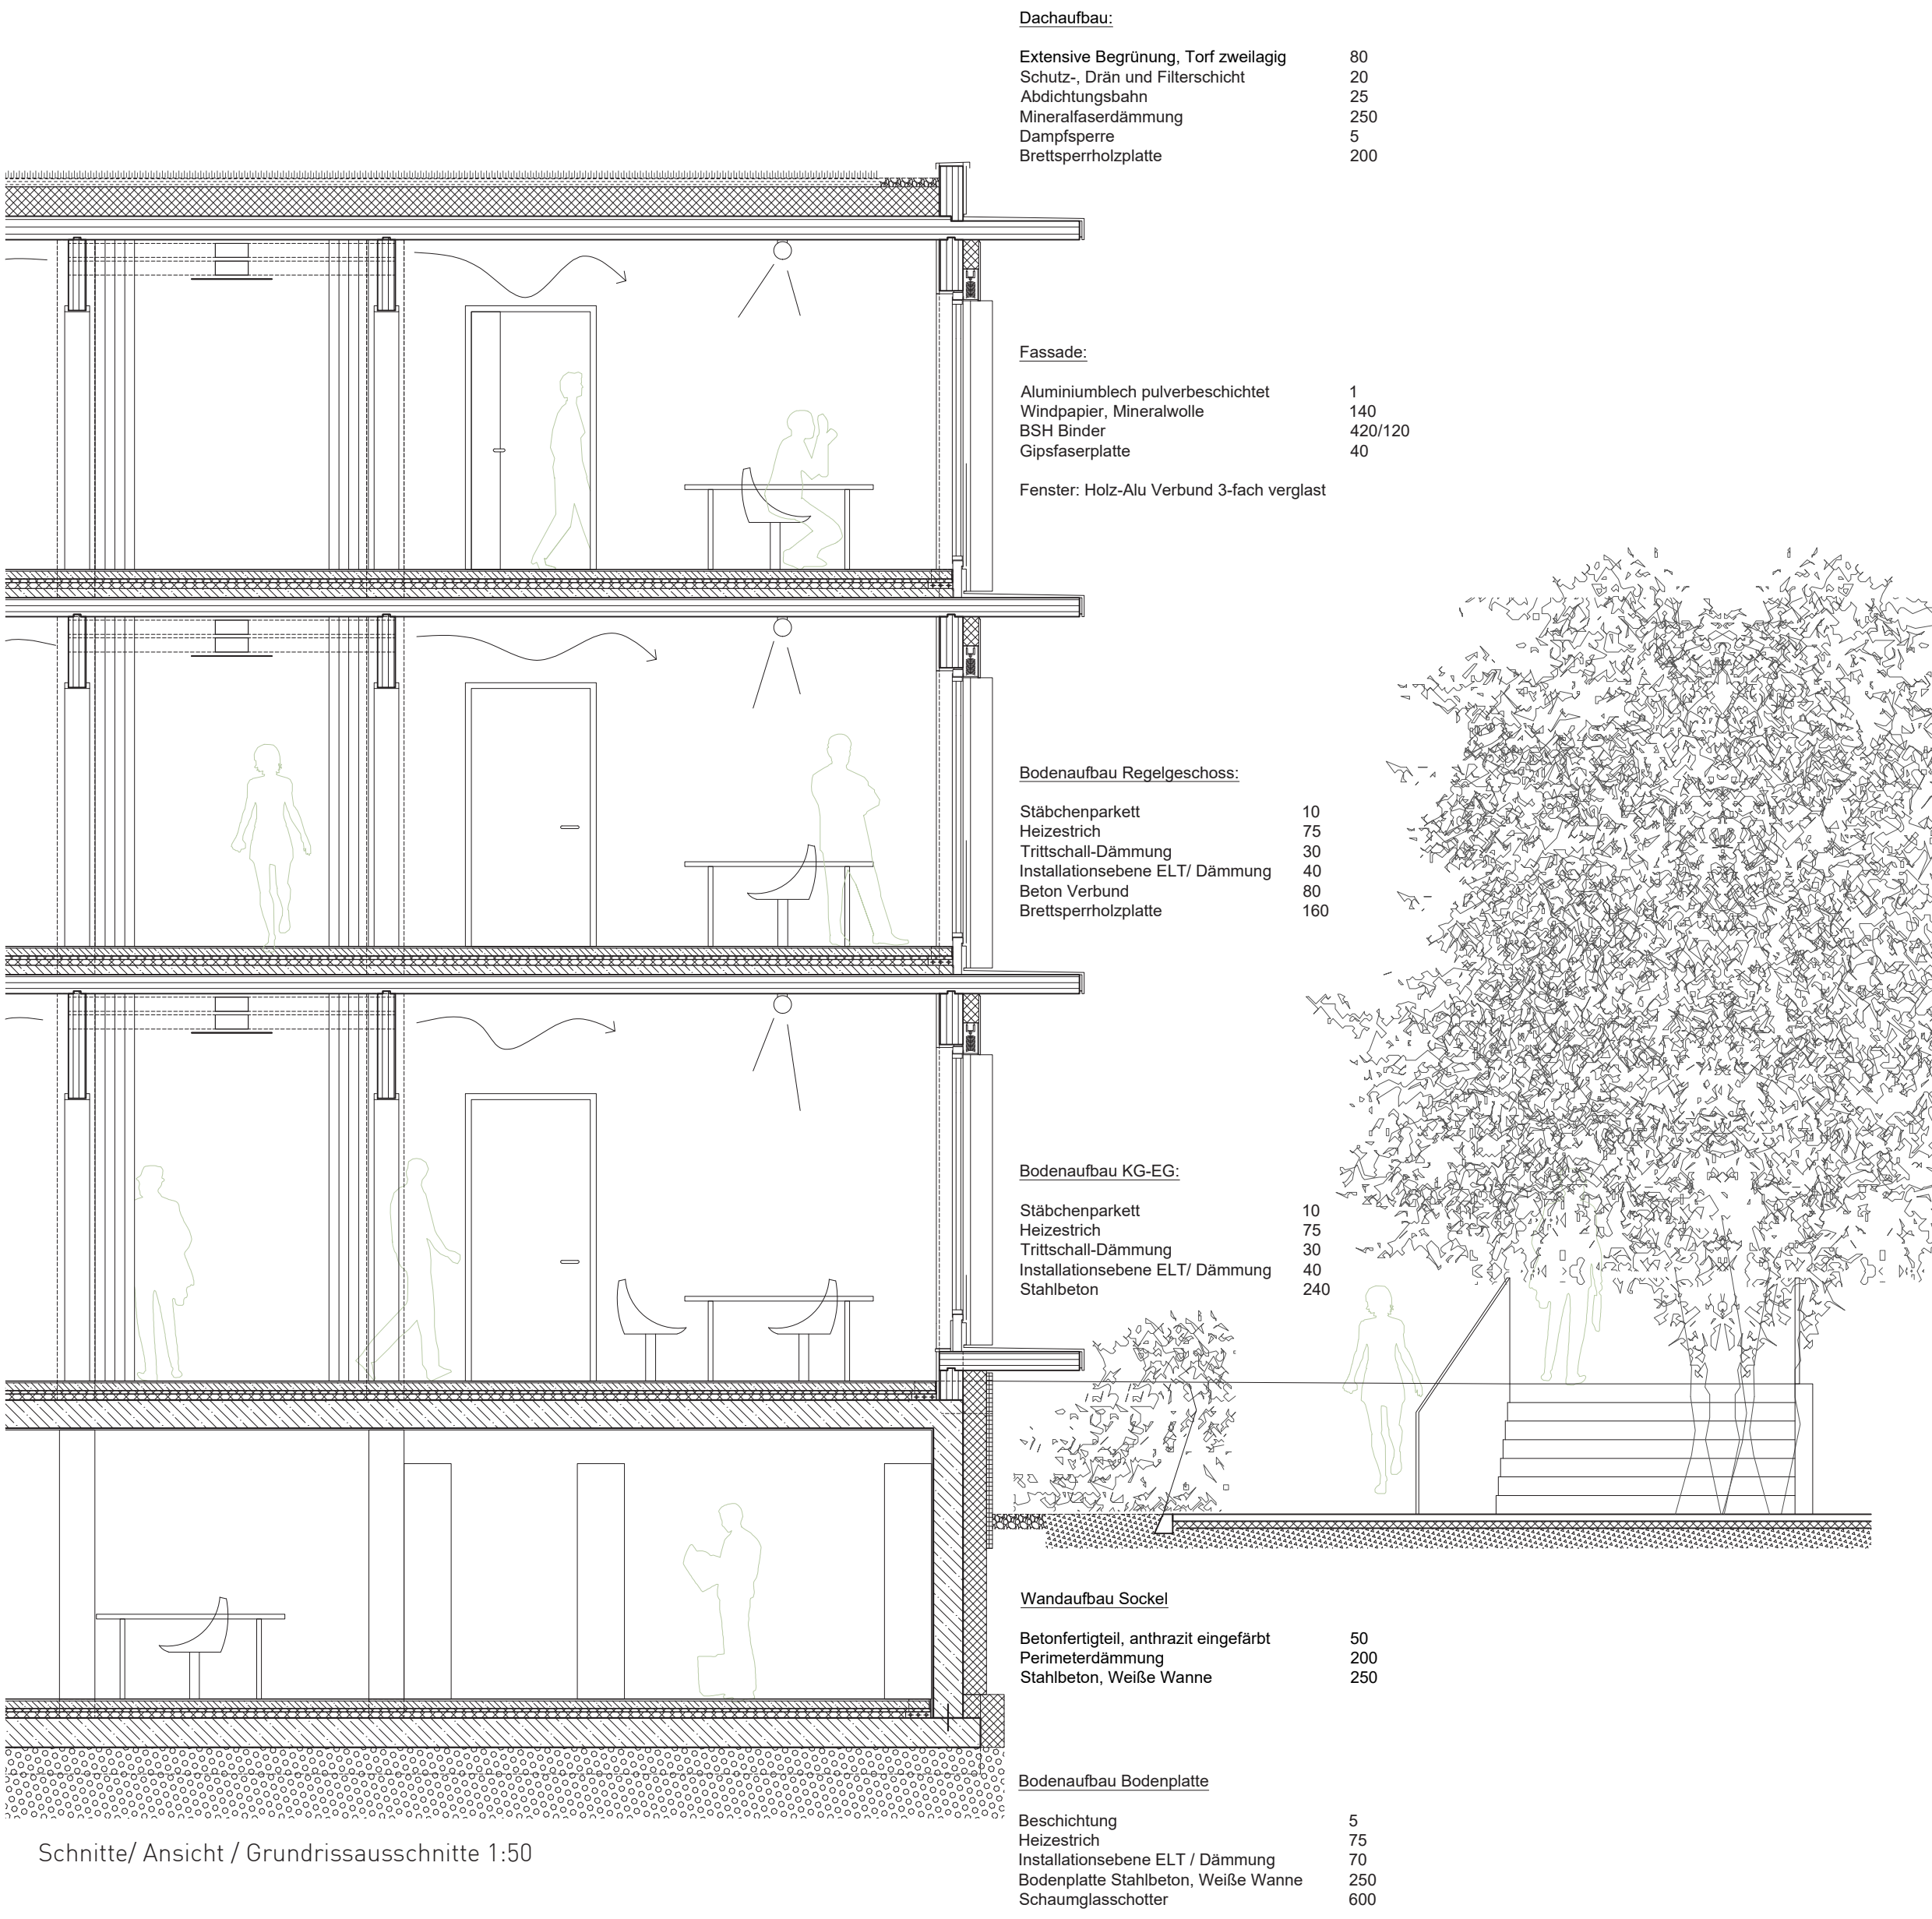 Dachaufbau:
Extensive Begrünung, Torf zweilagig 80
Schutz-, Drän und Filterschicht 20
Abdichtungsbahn 25
Mineralfaserdämmung 250
Dampfsperre 5
Brettsperrholzplatte 200
Fassade:
Aluminiumblech pulverbeschichtet 1
Windpapier, Mineralwolle 140
BSH Binder 420/120
Gipsfaserplatte 40
Fenster: Holz-Alu Verbund 3-fach verglast
Bodenaufbau Regelgeschoss:
Stäbchenparkett 10
Heizestrich 75
Trittschall-Dämmung 30
Installationsebene ELT/ Dämmung 40
Beton Verbund 80
Brettsperrholzplatte 160
Bodenaufbau KG-EG:
Stäbchenparkett 10
Heizestrich 75
Trittschall-Dämmung 30
Installationsebene ELT/ Dämmung 40
Stahlbeton 240
Wandaufbau Sockel
Betonfertigteil, anthrazit eingefärbt 50
Perimeterdämmung 200
Stahlbeton, Weiße Wanne 250
Bodenaufbau Bodenplatte
Beschichtung 5
Heizestrich 75
Installationsebene ELT / Dämmung 70
Bodenplatte Stahlbeton, Weiße Wanne 250
Schaumglasschotter 600
Schnitte/ Ansicht / Grundrissausschnitte 1:50